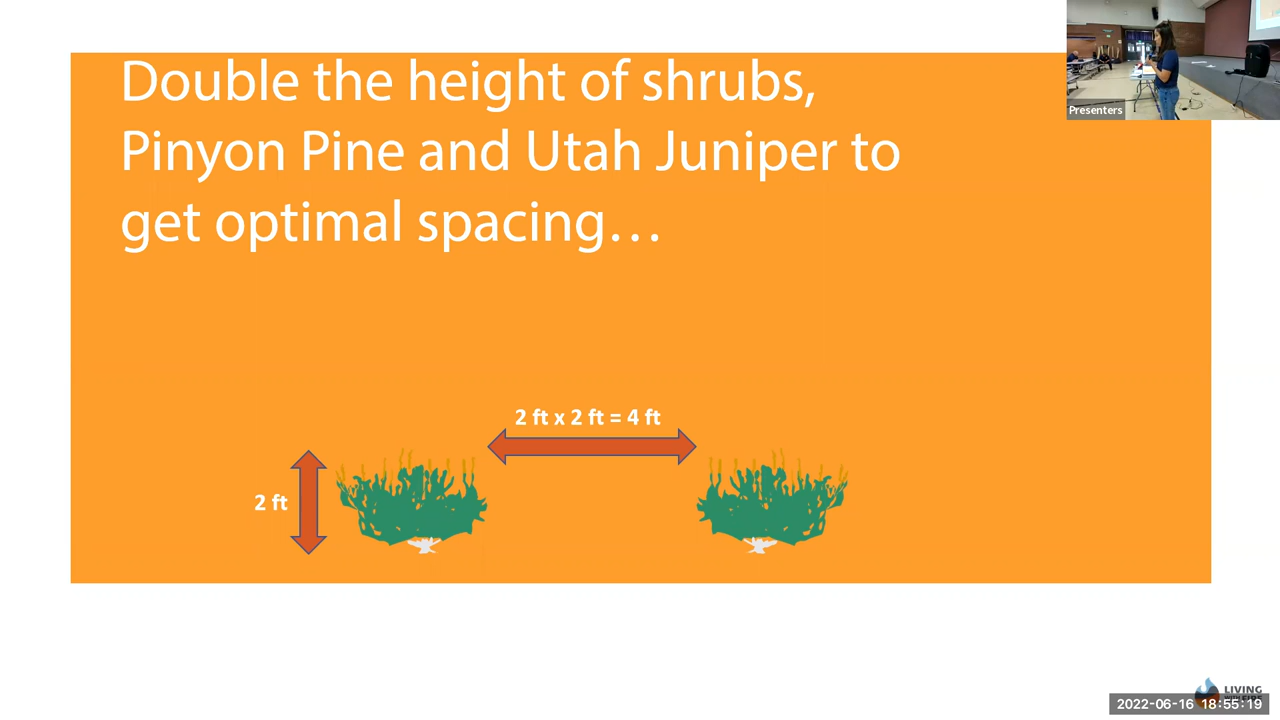 Double the height of shrubs,
Pinyon Pine and Utah Juniper to
get optimal spacing…
Presenters
2 ft x 2 ft = 4 ft
2 ft
LIVING
2022-06-16 18:55:19